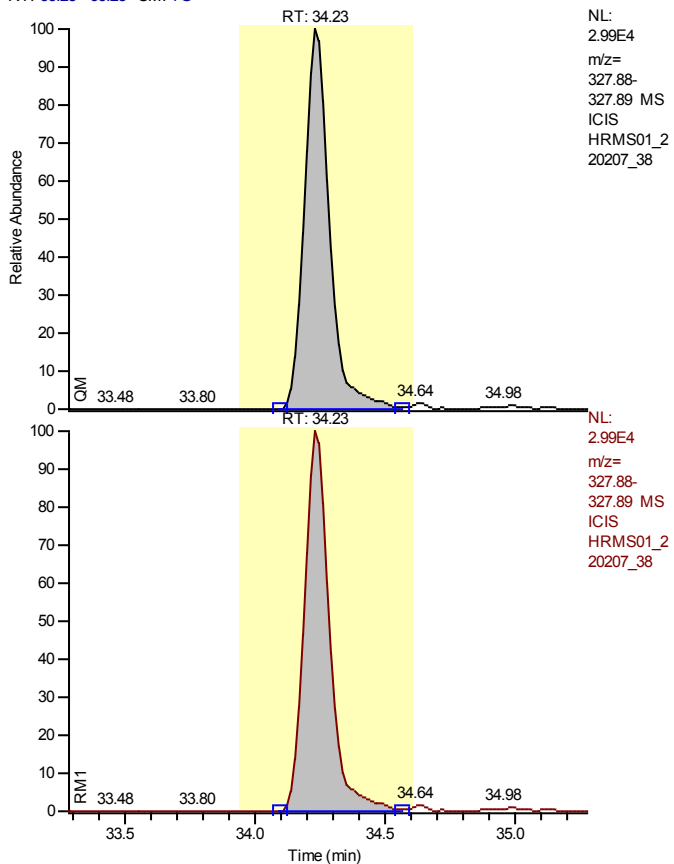 RT: 34.23
NL:
2.99E4
m/z=
327.88-
327.89 MS
ICIS
HRMS01_2
20207_38
100
90
80
70
60
50
40
30
20
10
0
Relative Abundance
QM
33.48
33.80
34.64
34.98
RT: 34.23
NL:
2.99E4
m/z=
327.88-
327.89 MS
ICIS
HRMS01_2
20207_38
100
90
80
70
60
50
40
30
20
10
0
RM1
33.48
33.80
34.64
34.98
33.5
34.0
34.5
35.0
Time (min)